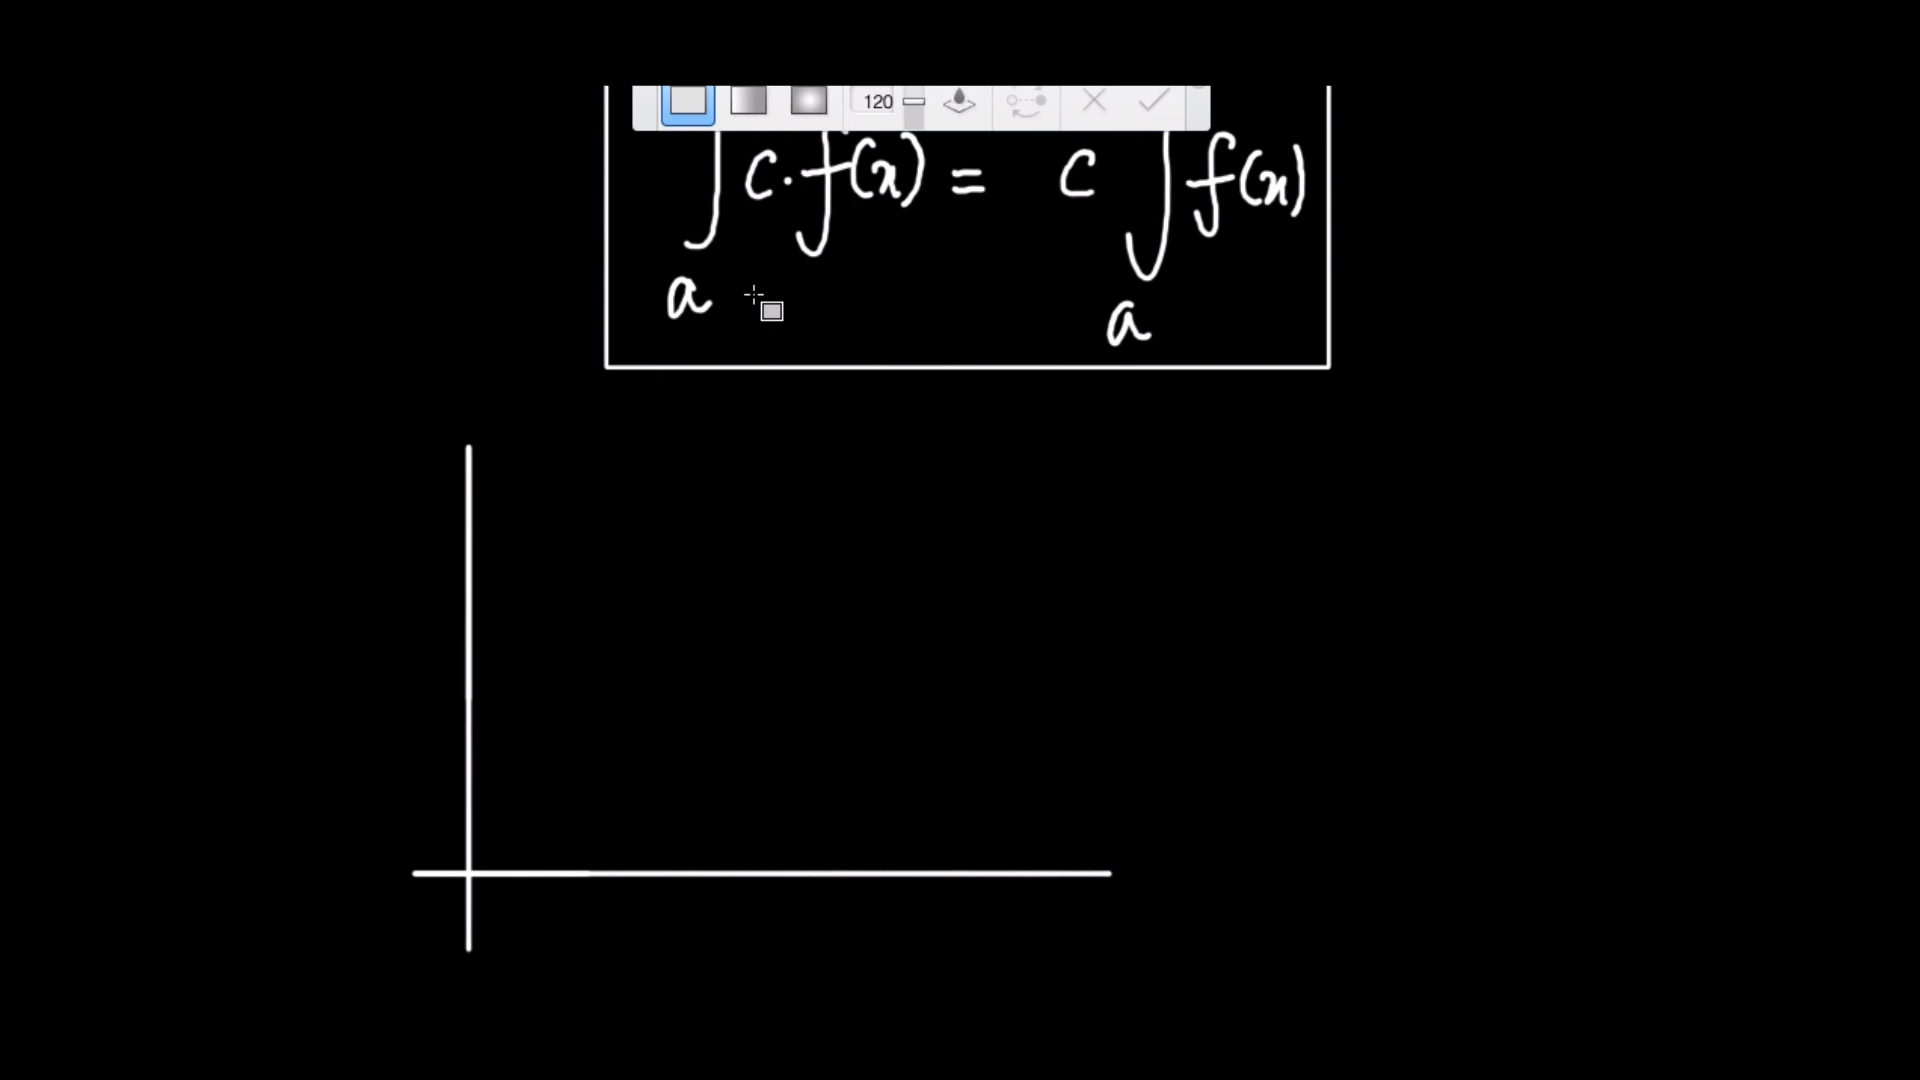 120
∫ c·f(x) = c ∫ f(x)
a a